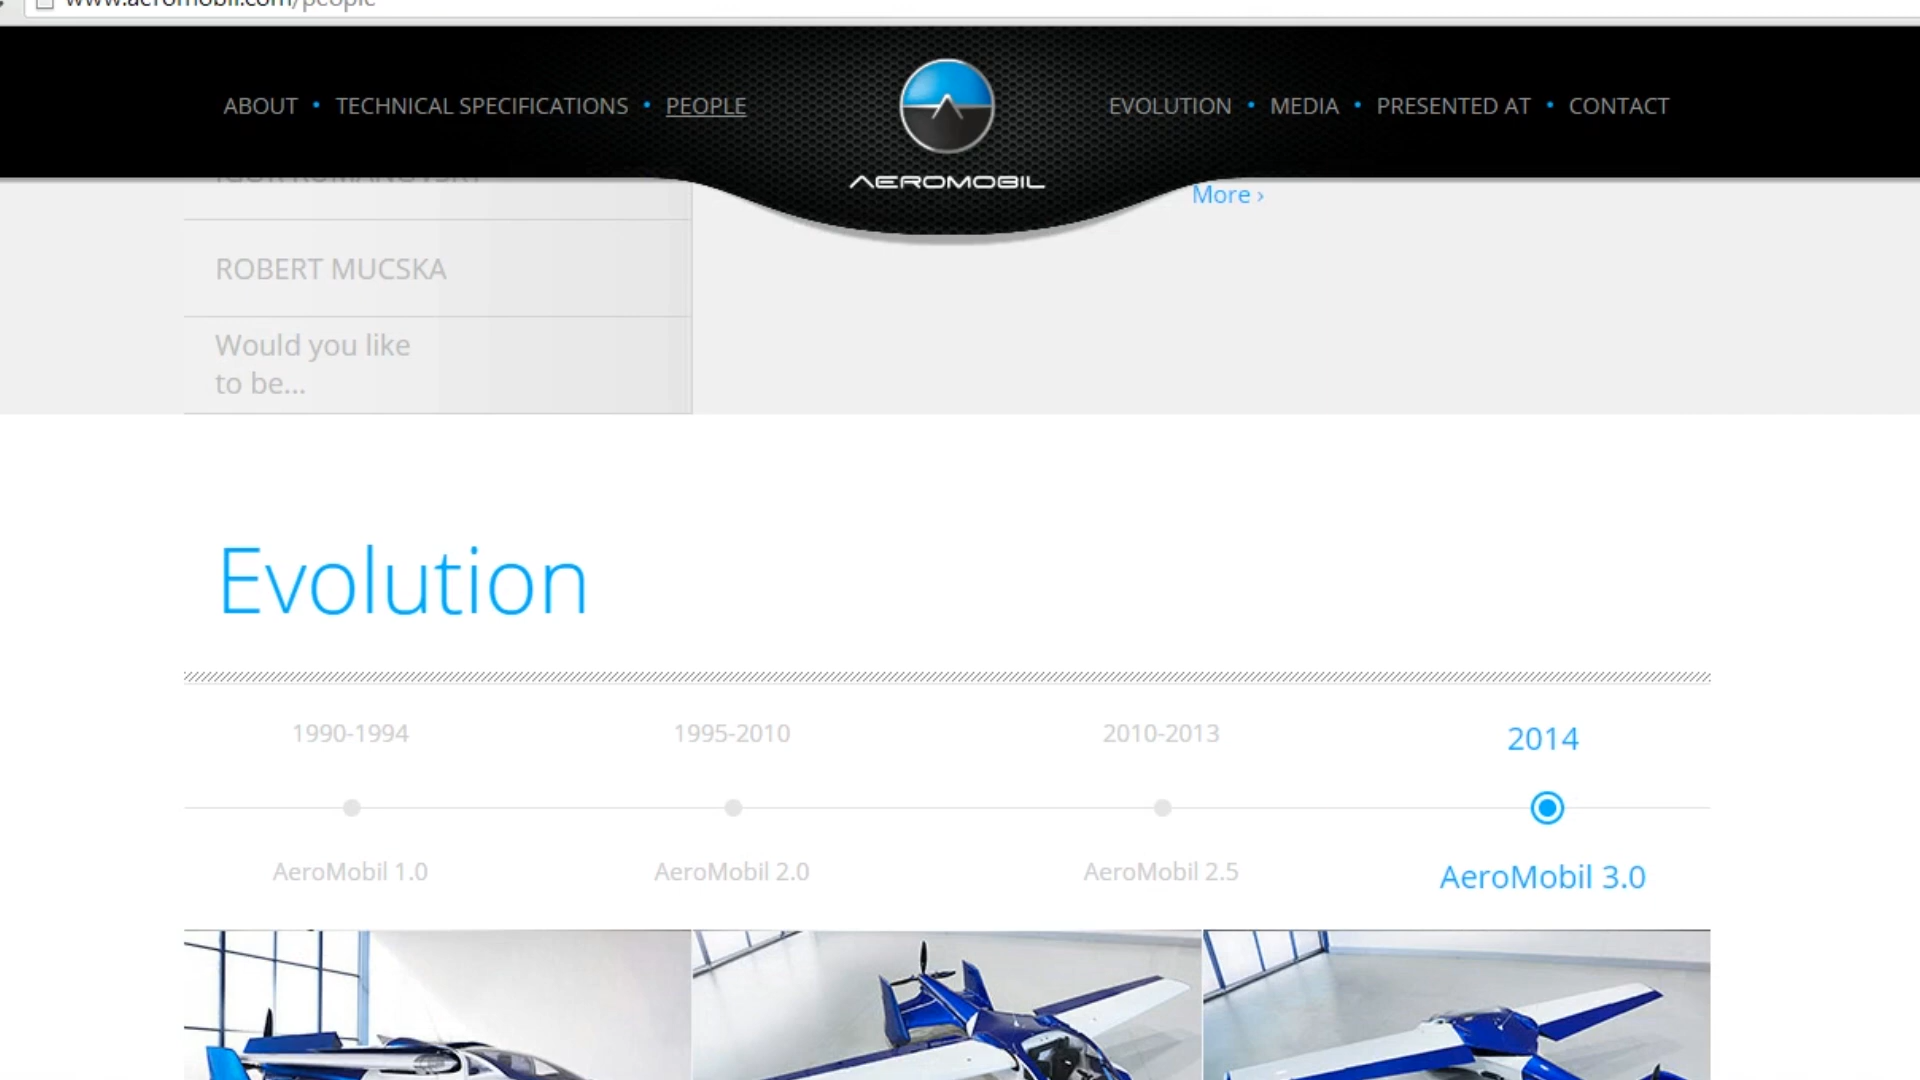 www.aeromobil.com/people
ABOUT • TECHNICAL SPECIFICATIONS • PEOPLE
EVOLUTION • MEDIA • PRESENTED AT • CONTACT
AEROMOBIL
More ›
ROBERT MUCSKA
Would you like
to be...
Evolution
1990-1994
1995-2010
2010-2013
2014
AeroMobil 1.0
AeroMobil 2.0
AeroMobil 2.5
AeroMobil 3.0